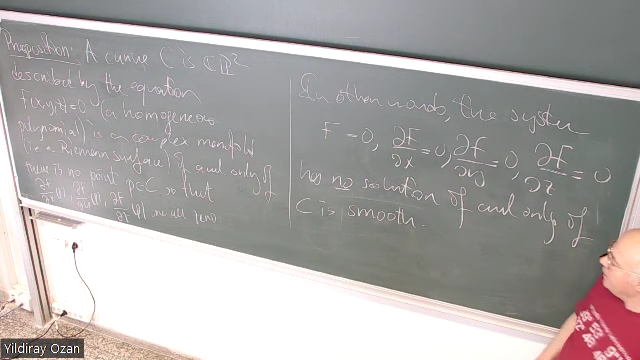 Proposition: A curve C is ℂℙ²
described by the equation
F(x,y,z)=0 (a homogeneous
polynomial) is a complex manifold
(i.e. a Riemann surface) if and only if
there is no point p∈C so that
∂F/∂x(p), ∂F/∂y(p), ∂F/∂z(p) are all zero.
In other words, the system
F=0, ∂F/∂x=0, ∂F/∂y=0, ∂F/∂z=0
has no solution if and only if
C is smooth.
Yildiray Ozan